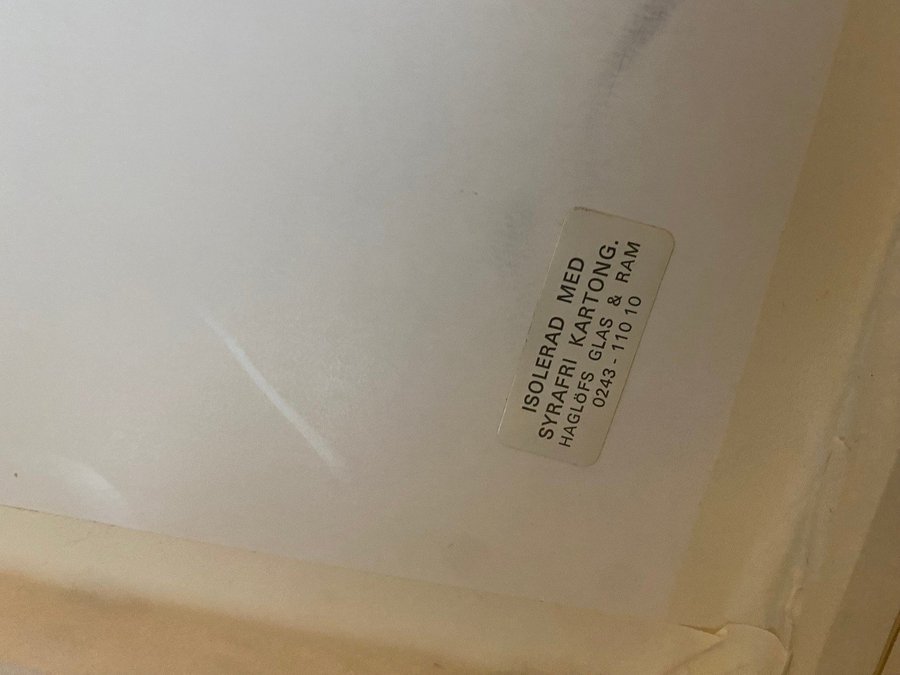 ISOLERAD MED
SYRAFRI KARTONG.
HAGLÖFS GLAS & RAM
0243 - 110 10